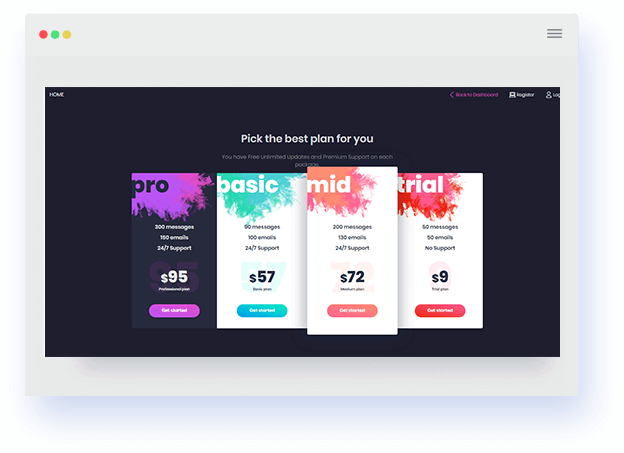 HOME
Back to Dashboard
Register
Log
Pick the best plan for you
You have Free Unlimited Updates and Premium Support on each
package.
pro
300 messages
150 emails
24/7 Support
$95
Professional plan
Get started
basic
90 messages
100 emails
24/7 Support
$57
Basic plan
Get started
mid
200 messages
130 emails
24/7 Support
$72
Medium plan
Get started
trial
50 messages
50 emails
No Support
$9
Trial plan
Get started